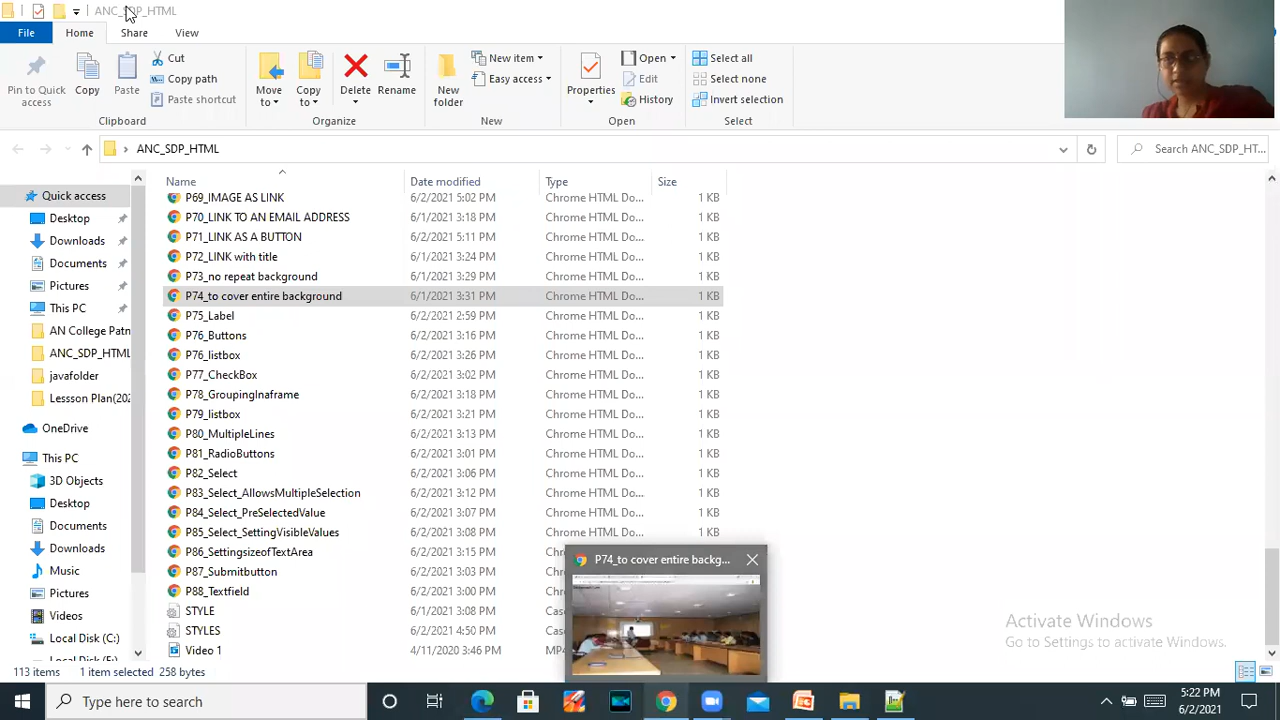 ANC_SDP_HTML
File Home Share View
Pin to Quick access
Copy
Paste
Cut
Copy path
Paste shortcut
Move to
Copy to
Delete
Rename
New folder
New item
Easy access
Properties
Open
Edit
History
Select all
Select none
Invert selection
Clipboard Organize New Open Select
ANC_SDP_HTML
Search ANC_SDP_HT...
Name Date modified Type Size
Quick access
Desktop
Downloads
Documents
Pictures
This PC
AN College Patn
ANC_SDP_HTML
javafolder
Lessson Plan(202
OneDrive
This PC
3D Objects
Desktop
Documents
Downloads
Music
Pictures
Videos
Local Disk (C:)
P69_IMAGE AS LINK 6/2/2021 5:02 PM Chrome HTML Do... 1 KB
P70_LINK TO AN EMAIL ADDRESS 6/1/2021 3:18 PM Chrome HTML Do... 1 KB
P71_LINK AS A BUTTON 6/2/2021 5:11 PM Chrome HTML Do... 1 KB
P72_LINK with title 6/1/2021 3:24 PM Chrome HTML Do... 1 KB
P73_no repeat background 6/1/2021 3:29 PM Chrome HTML Do... 1 KB
P74_to cover entire background 6/1/2021 3:31 PM Chrome HTML Do... 1 KB
P75_Label 6/2/2021 2:59 PM Chrome HTML Do... 1 KB
P76_Buttons 6/2/2021 3:16 PM Chrome HTML Do... 1 KB
P76_listbox 6/2/2021 3:26 PM Chrome HTML Do... 1 KB
P77_CheckBox 6/2/2021 3:02 PM Chrome HTML Do... 1 KB
P78_GroupingInaframe 6/2/2021 3:18 PM Chrome HTML Do... 1 KB
P79_listbox 6/2/2021 3:21 PM Chrome HTML Do... 1 KB
P80_MultipleLines 6/2/2021 3:13 PM Chrome HTML Do... 1 KB
P81_RadioButtons 6/2/2021 3:01 PM Chrome HTML Do... 1 KB
P82_Select 6/2/2021 3:06 PM Chrome HTML Do... 1 KB
P83_Select_AllowsMultipleSelection 6/2/2021 3:12 PM Chrome HTML Do... 1 KB
P84_Select_PreSelectedValue 6/2/2021 3:07 PM Chrome HTML Do... 1 KB
P85_Select_SettingVisibleValues 6/2/2021 3:08 PM Chrome HTML Do... 1 KB
P86_SettingsizeofTextArea 6/2/2021 3:15 PM
P87_Submitbutton 6/2/2021 3:03 PM
P88_Textfield 6/2/2021 3:00 PM
STYLE 6/1/2021 3:08 PM
STYLES 6/2/2021 4:50 PM
Video 1 4/11/2020 3:46 PM
P74_to cover entire backg...
Activate Windows
Go to Settings to activate Windows.
113 items 1 item selected 258 bytes
Type here to search
5:22 PM
6/2/2021